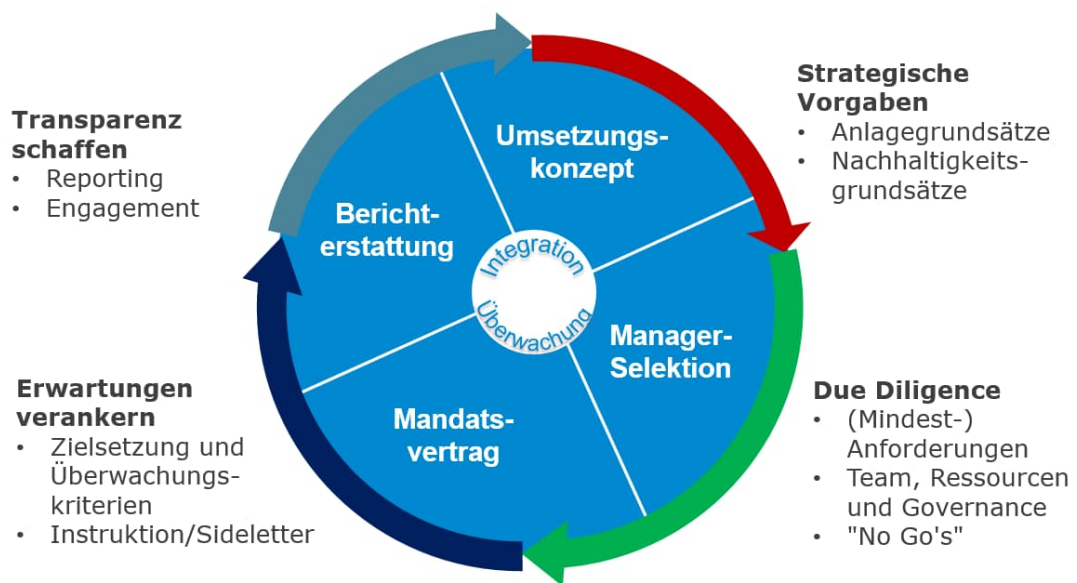 Transparenz
schaffen
• Reporting
• Engagement
Strategische
Vorgaben
• Anlagegrundsätze
• Nachhaltigkeits-
grundsätze
Umsetzungs-
konzept
Bericht-
erstattung
Integration
Überwachung
Manager-
Selektion
Mandats-
vertrag
Erwartungen
verankern
• Zielsetzung und
Überwachungs-
kriterien
• Instruktion/Sideletter
Due Diligence
• (Mindest-)
Anforderungen
• Team, Ressourcen
und Governance
• "No Go's"